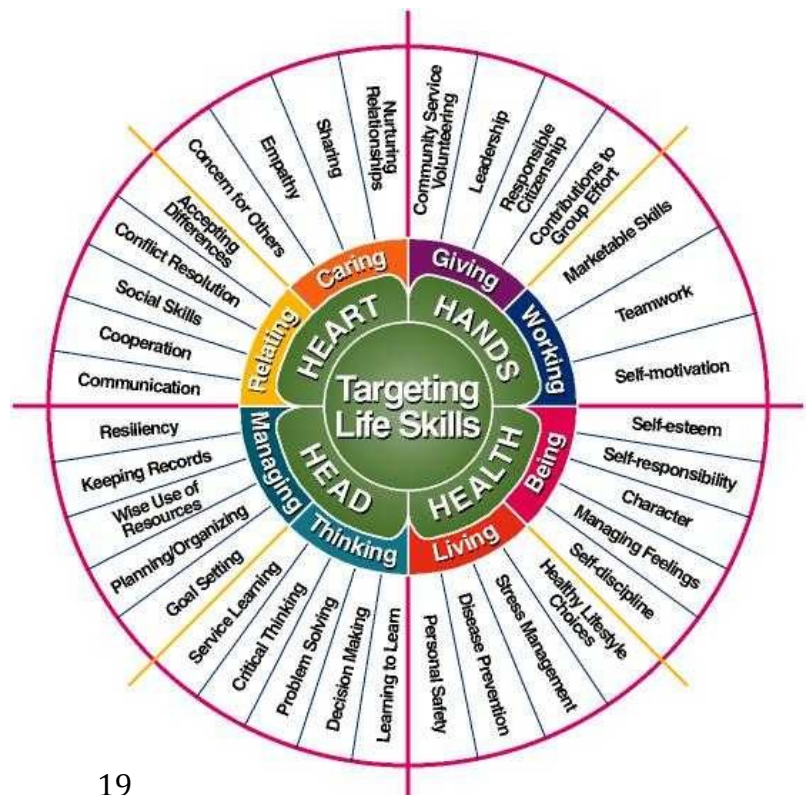 Targeting
Life Skills
HEART
HANDS
HEALTH
HEAD
Caring
Giving
Working
Being
Living
Thinking
Managing
Relating
Nurturing
Relationships
Sharing
Empathy
Concern for Others
Accepting
Differences
Conflict Resolution
Social Skills
Cooperation
Communication
Community Service
Volunteering
Leadership
Responsible
Citizenship
Contributions to
Group Effort
Marketable Skills
Teamwork
Self-motivation
Self-esteem
Self-responsibility
Character
Managing Feelings
Self-discipline
Healthy Lifestyle
Choices
Stress Management
Disease Prevention
Personal Safety
Learning to Learn
Decision Making
Problem Solving
Critical Thinking
Service Learning
Goal Setting
Planning/Organizing
Wise Use of
Resources
Keeping Records
Resiliency
19